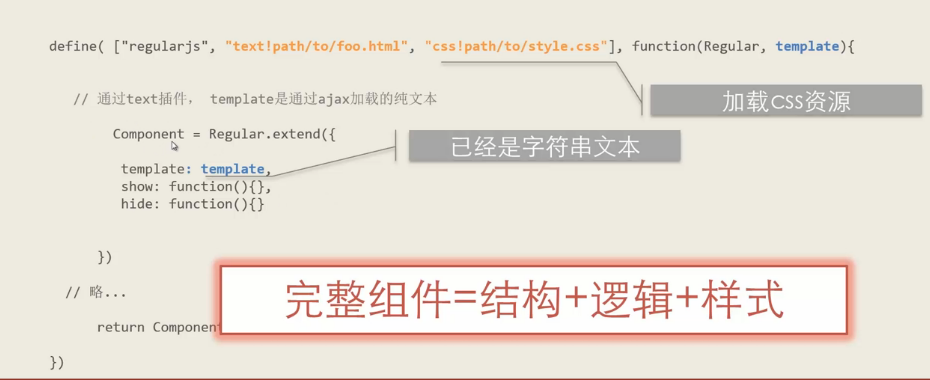 define( ["regularjs", "text!path/to/foo.html", "css!path/to/style.css"], function(Regular, template){
// 通过text插件， template是通过ajax加载的纯文本
加载CSS资源
Component = Regular.extend({
已经是字符串文本
template: template,
show: function(){},
hide: function(){}
})
// 略...
完整组件=结构+逻辑+样式
return Component
})